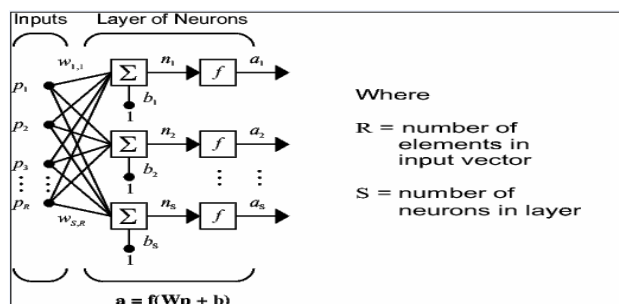 Inputs Layer of Neurons
w1,1 n1 a1
p1 Σ f
b1
p2 1
n2 a2
p3 Σ f
b2
1
pR nS aS
wS,R Σ f
bS
1
a = f(Wp + b)
Where
R = number of
elements in
input vector
S = number of
neurons in layer